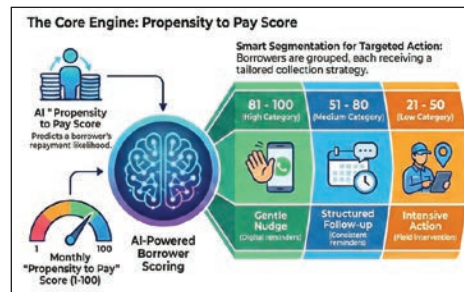 The Core Engine: Propensity to Pay Score
AI " Propensity
to Pay Score
Predicts a borrower's
repayment likelihood.
1
100
Monthly
"Propensity to Pay"
Score (1-100)
AI-Powered
Borrower
Scoring
Smart Segmentation for Targeted Action:
Borrowers are grouped, each receiving a
tailored collection strategy.
81 - 100
(High Category)
Gentle
Nudge
(Digital reminders)
51 - 80
(Medium Category)
Structured
Follow-up
(Consistent
reminders)
21 - 50
(Low Category)
Intensive
Action
(Field intervention)